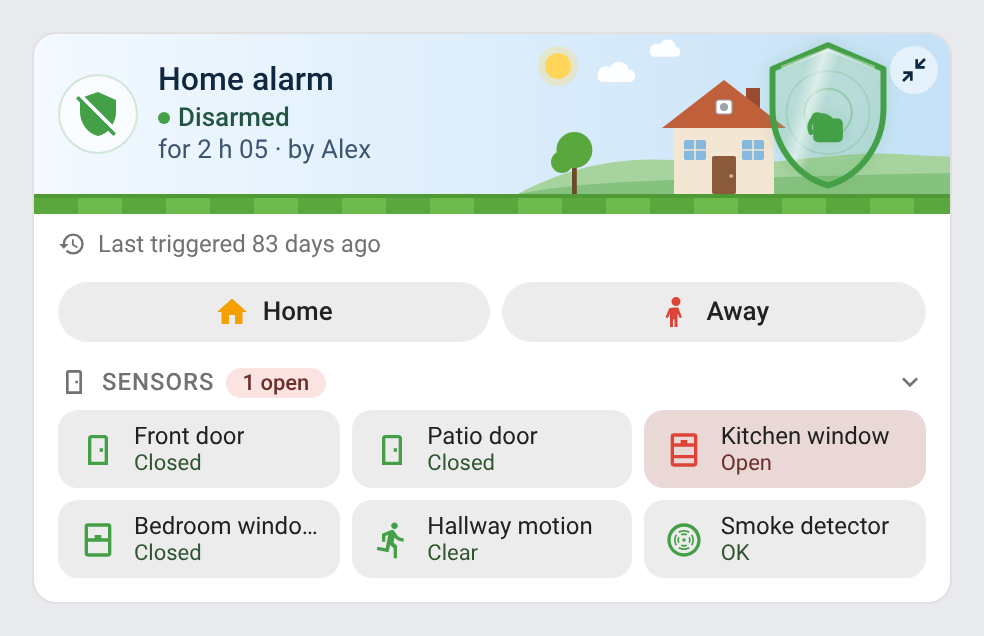 Home alarm
Disarmed
for 2 h 05 · by Alex
Last triggered 83 days ago
Home
Away
SENSORS
1 open
Front door
Closed
Patio door
Closed
Kitchen window
Open
Bedroom windo...
Closed
Hallway motion
Clear
Smoke detector
OK